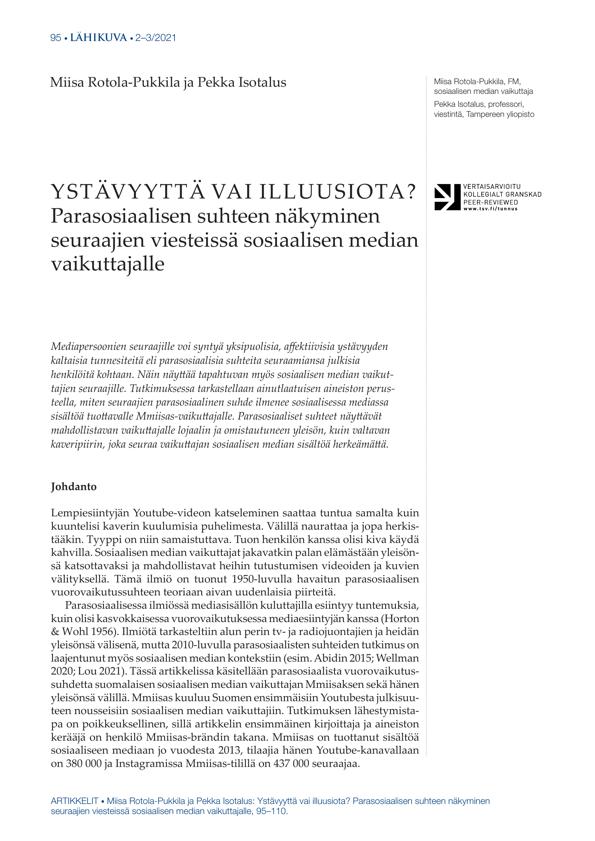 95 • LÄHIKUVA • 2–3/2021
Miisa Rotola-Pukkila ja Pekka Isotalus
Miisa Rotola-Pukkila, FM,
sosiaalisen median vaikuttaja
Pekka Isotalus, professori,
viestintä, Tampereen yliopisto
YSTÄVYYTTÄ VAI ILLUUSIOTA?
Parasosiaalisen suhteen näkyminen
seuraajien viesteissä sosiaalisen median
vaikuttajalle
VERTAISARVIOITU
KOLLEGIALT GRANSKAD
PEER-REVIEWED
www.tsv.fi/tunnus
Mediapersoonien seuraajille voi syntyä yksipuolisia, affektiivisia ystävyyden
kaltaisia tunnesiteitä eli parasosiaalisia suhteita seuraamiansa julkisia
henkilöitä kohtaan. Näin näyttää tapahtuvan myös sosiaalisen median vaikut-
tajien seuraajille. Tutkimuksessa tarkastellaan ainutlaatuisen aineiston perus-
teella, miten seuraajien parasosiaalinen suhde ilmenee sosiaalisessa mediassa
sisältöä tuottavalle Mmiisas-vaikuttajalle. Parasosiaaliset suhteet näyttävät
mahdollistavan vaikuttajalle lojaalin ja omistautuneen yleisön, kuin valtavan
kaveripiirin, joka seuraa vaikuttajan sosiaalisen median sisältöä herkeämättä.
Johdanto
Lempiesiintyjän Youtube-videon katseleminen saattaa tuntua samalta kuin
kuuntelisi kaverin kuulumisia puhelimesta. Välillä naurattaa ja jopa herkis-
tääkin. Tyyppi on niin samaistuttava. Tuon henkilön kanssa olisi kiva käydä
kahvilla. Sosiaalisen median vaikuttajat jakavatkin palan elämästään yleisön-
sä katsottavaksi ja mahdollistavat heihin tutustumisen videoiden ja kuvien
välityksellä. Tämä ilmiö on tuonut 1950-luvulla havaitun parasosiaalisen
vuorovaikutussuhteen teoriaan aivan uudenlaisia piirteitä.
Parasosiaalisessa ilmiössä mediasisällön kuluttajilla esiintyy tuntemuksia,
kuin olisi kasvokkaisessa vuorovaikutuksessa mediaesiintyjän kanssa (Horton
& Wohl 1956). Ilmiötä tarkasteltiin alun perin tv- ja radiojuontajien ja heidän
yleisönsä välisenä, mutta 2010-luvulla parasosiaalisten suhteiden tutkimus on
laajentunut myös sosiaalisen median kontekstiin (esim. Abidin 2015; Wellman
2020; Lou 2021). Tässä artikkelissa käsitellään parasosiaalista vuorovaikutus-
suhdetta suomalaisen sosiaalisen median vaikuttajan Mmiisaksen sekä hänen
yleisönsä välillä. Mmiisas kuuluu Suomen ensimmäisiin Youtubesta julkisuu-
teen nousseisiin sosiaalisen median vaikuttajiin. Tutkimuksen lähestymista-
pa on poikkeuksellinen, sillä artikkelin ensimmäinen kirjoittaja ja aineiston
kerääjä on henkilö Mmiisas-brändin takana. Mmiisas on tuottanut sisältöä
sosiaaliseen mediaan jo vuodesta 2013, tilaajia hänen Youtube-kanavallaan
on 380 000 ja Instagramissa Mmiisas-tilillä on 437 000 seuraajaa.
ARTIKKELIT • Miisa Rotola-Pukkila ja Pekka Isotalus: Ystävyyttä vai illuusiota? Parasosiaalisen suhteen näkyminen
seuraajien viesteissä sosiaalisen median vaikuttajalle, 95–110.